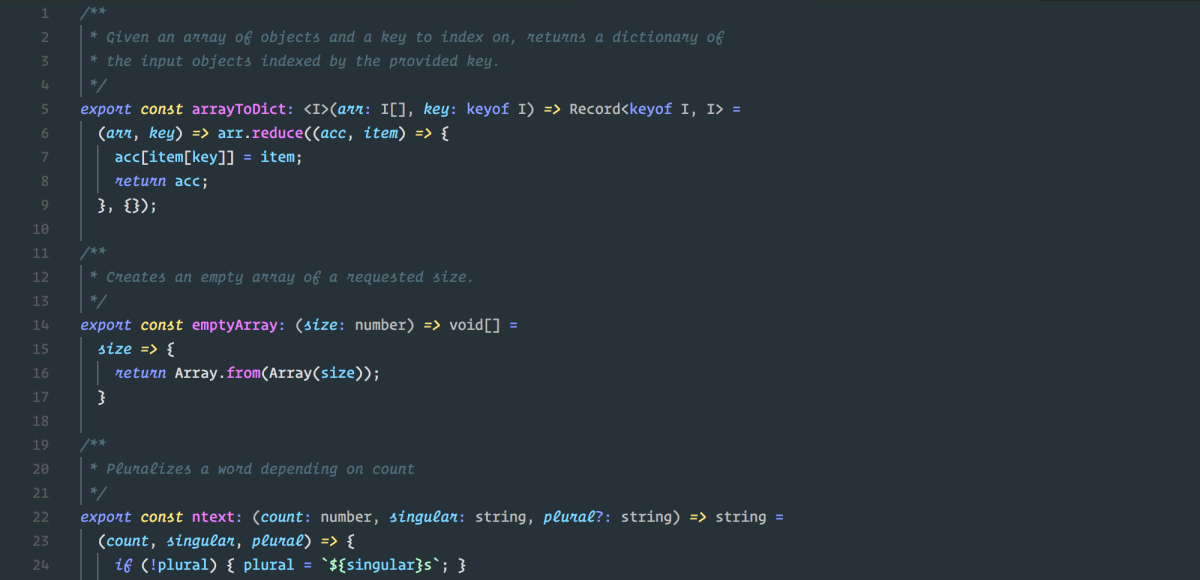 1 /**
2  * Given an array of objects and a key to index on, returns a dictionary of
3  * the input objects indexed by the provided key.
4  */
5 export const arrayToDict: <I>(arr: I[], key: keyof I) => Record<keyof I, I> =
6   (arr, key) => arr.reduce((acc, item) => {
7     acc[item[key]] = item;
8     return acc;
9   }, {});
10
11 /**
12  * Creates an empty array of a requested size.
13  */
14 export const emptyArray: (size: number) => void[] =
15   size => {
16     return Array.from(Array(size));
17   }
18
19 /**
20  * Pluralizes a word depending on count
21  */
22 export const ntext: (count: number, singular: string, plural?: string) => string =
23   (count, singular, plural) => {
24     if (!plural) { plural = `${singular}s`; }